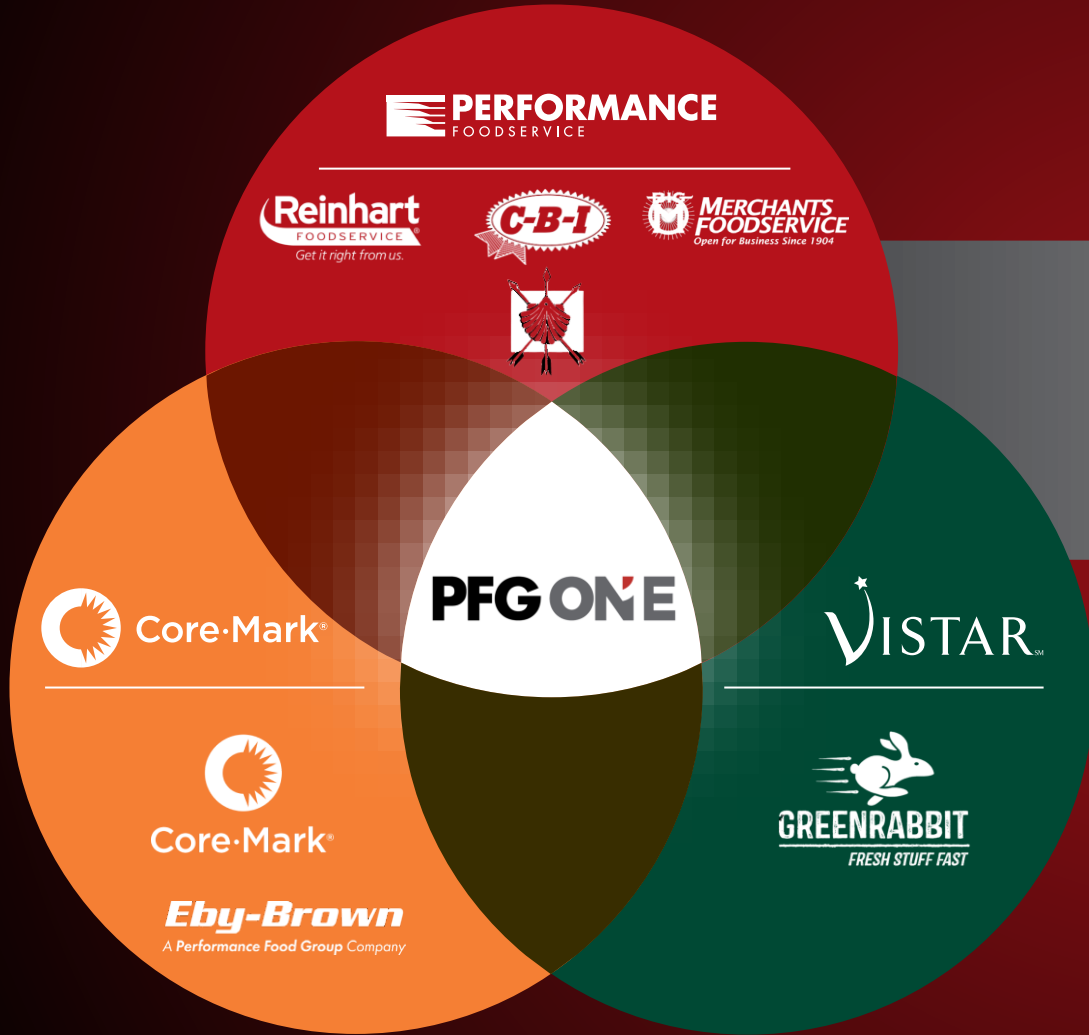 PERFORMANCE
FOODSERVICE
Reinhart
FOODSERVICE®
Get it right from us.
C-B-I
MERCHANTS
FOODSERVICE
Open for Business Since 1904
PFG ONE
Core·Mark®
VISTAR SM
Core·Mark®
GREENRABBIT
FRESH STUFF FAST
Eby-Brown
A Performance Food Group Company